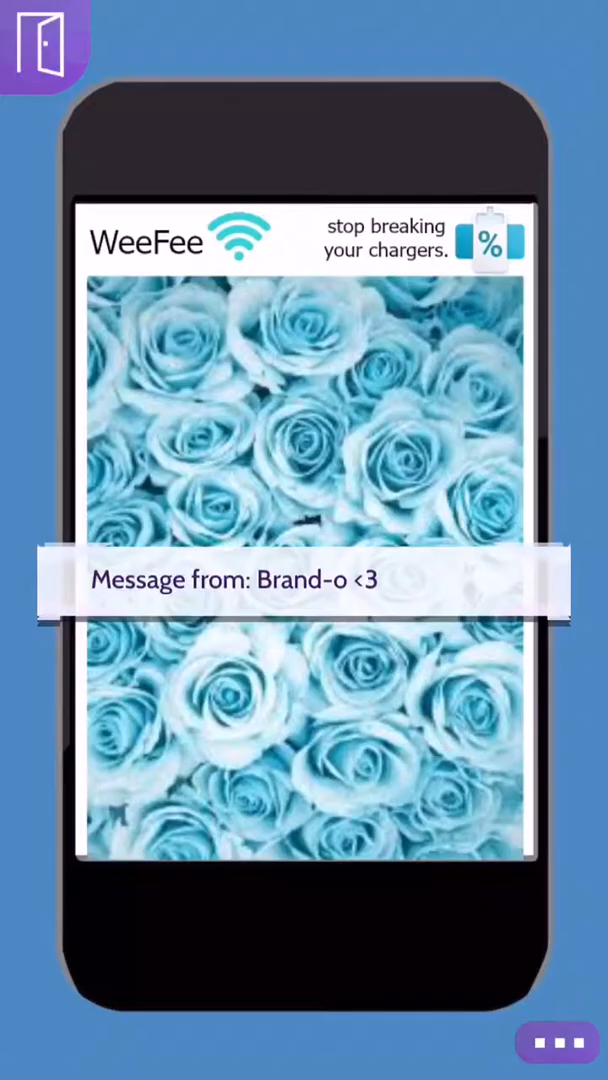 WeeFee
stop breaking
your chargers.
%
Message from: Brand-o <3